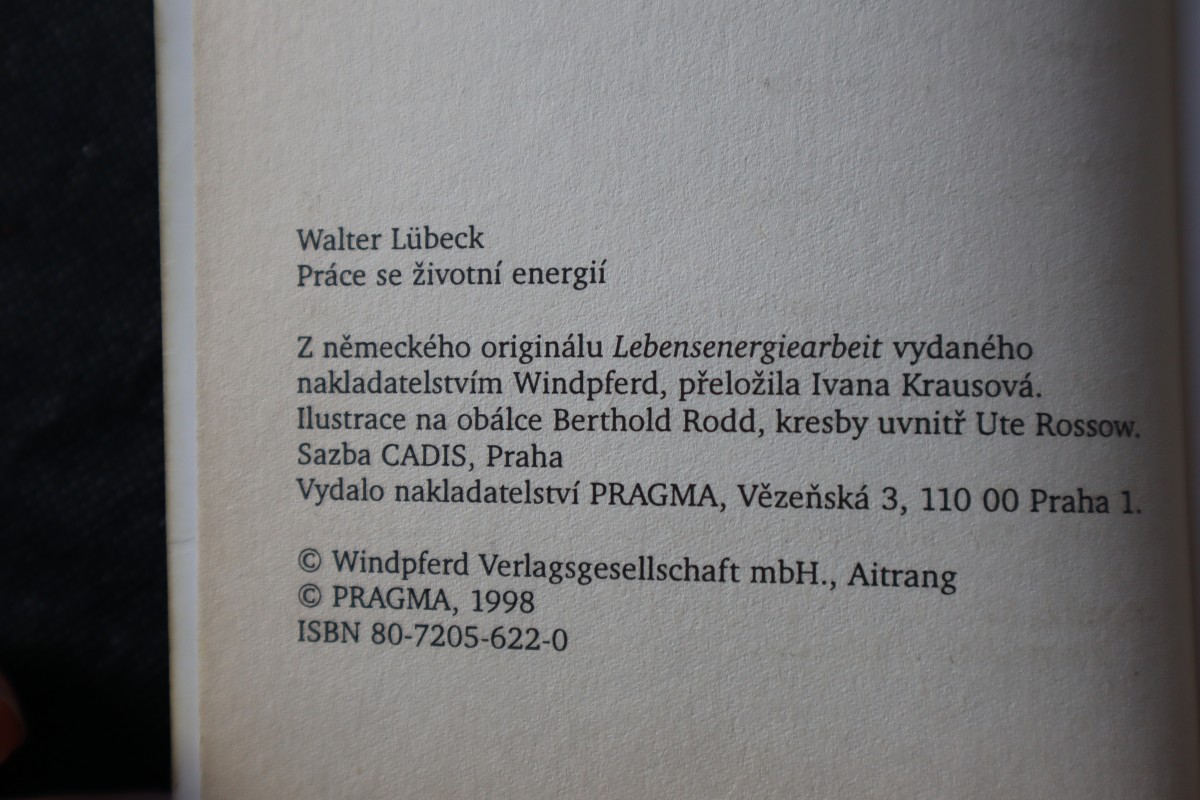 Walter Lübeck
Práce se životní energií
Z německého originálu Lebensenergiearbeit vydaného
nakladatelstvím Windpferd, přeložila Ivana Krausová.
Ilustrace na obálce Berthold Rodd, kresby uvnitř Ute Rossow.
Sazba CADIS, Praha
Vydalo nakladatelství PRAGMA, Vězeňská 3, 110 00 Praha 1.
© Windpferd Verlagsgesellschaft mbH., Aitrang
© PRAGMA, 1998
ISBN 80-7205-622-0